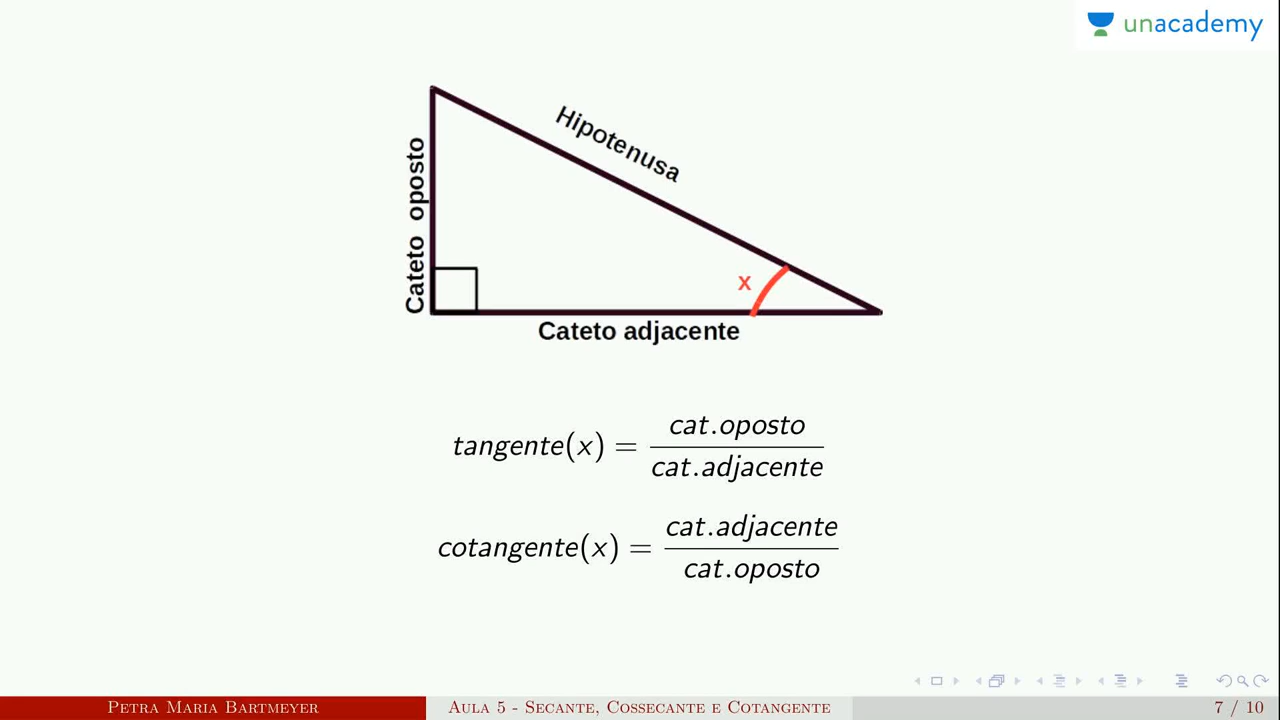 unacademy
Hipotenusa
Cateto oposto
x
Cateto adjacente
tangente(x) = cat.oposto / cat.adjacente
cotangente(x) = cat.adjacente / cat.oposto
Petra Maria Bartmeyer
Aula 5 - Secante, Cossecante e Cotangente
7 / 10